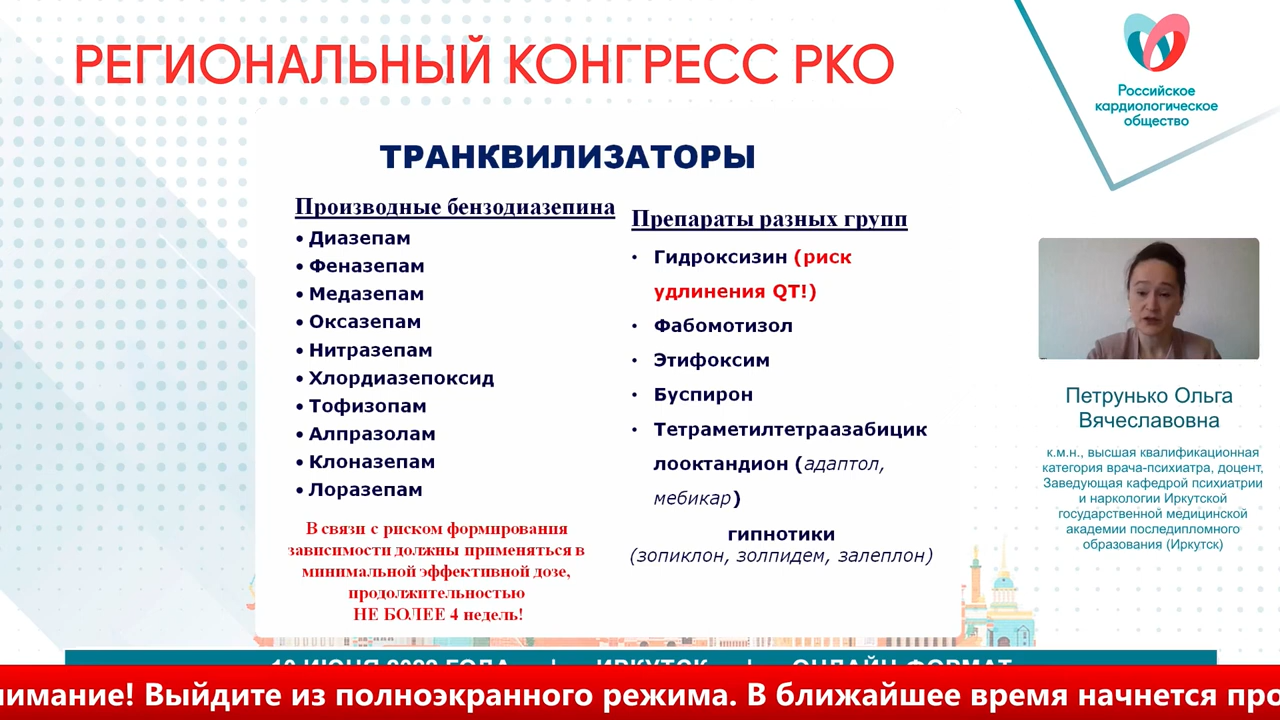 РЕГИОНАЛЬНЫЙ КОНГРЕСС РКО
Российское
кардиологическое
общество
ТРАНКВИЛИЗАТОРЫ
Производные бензодиазепина
• Диазепам
• Феназепам
• Медазепам
• Оксазепам
• Нитразепам
• Хлордиазепоксид
• Тофизопам
• Алпразолам
• Клоназепам
• Лоразепам
В связи с риском формирования
зависимости должны применяться в
минимальной эффективной дозе,
продолжительностью
НЕ БОЛЕЕ 4 недель!
Препараты разных групп
• Гидроксизин (риск
удлинения QT!)
• Фабомотизол
• Этифоксим
• Буспирон
• Тетраметилтетраазабицик
лооктандион (адаптол,
мебикар)
гипнотики
(зопиклон, золпидем, залеплон)
Петрунько Ольга
Вячеславовна
к.м.н., высшая квалификационная
категория врача-психиатра, доцент,
Заведующая кафедрой психиатрии
и наркологии Иркутской
государственной медицинской
академии последипломного
образования (Иркутск)
ИРКУТСК | ОНЛАЙН-ФОРМАТ
нимание! Выйдите из полноэкранного режима. В ближайшее время начнется про